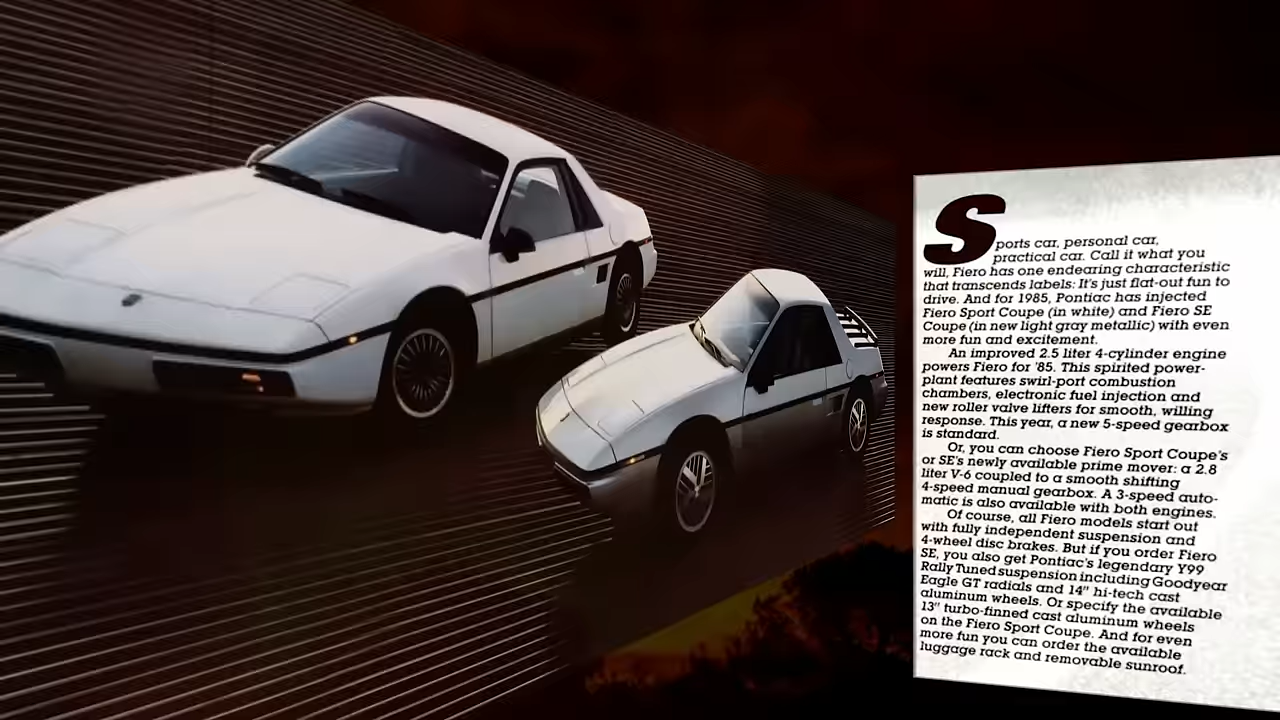 Sports car, personal car,
practical car. Call it what you
will, Fiero has one endearing characteristic
that transcends labels: It's just flat-out fun to
drive. And for 1985, Pontiac has injected
Fiero Sport Coupe (in white) and Fiero SE
Coupe (in new light gray metallic) with even
more fun and excitement.
An improved 2.5 liter 4-cylinder engine
powers Fiero for '85. This spirited power-
plant features swirl-port combustion
chambers, electronic fuel injection and
new roller valve lifters for smooth, willing
response. This year, a new 5-speed gearbox
is standard.
Or, you can choose Fiero Sport Coupe's
or SE's newly available prime mover: a 2.8
liter V-6 coupled to a smooth shifting
4-speed manual gearbox. A 3-speed auto-
matic is also available with both engines.
Of course, all Fiero models start out
with fully independent suspension and
4-wheel disc brakes. But if you order Fiero
SE, you also get Pontiac's legendary Y99
Rally Tuned suspension including Goodyear
Eagle GT radials and 14" hi-tech cast
aluminum wheels. Or specify the available
13" turbo-finned cast aluminum wheels
on the Fiero Sport Coupe. And for even
more fun you can order the available
luggage rack and removable sunroof.